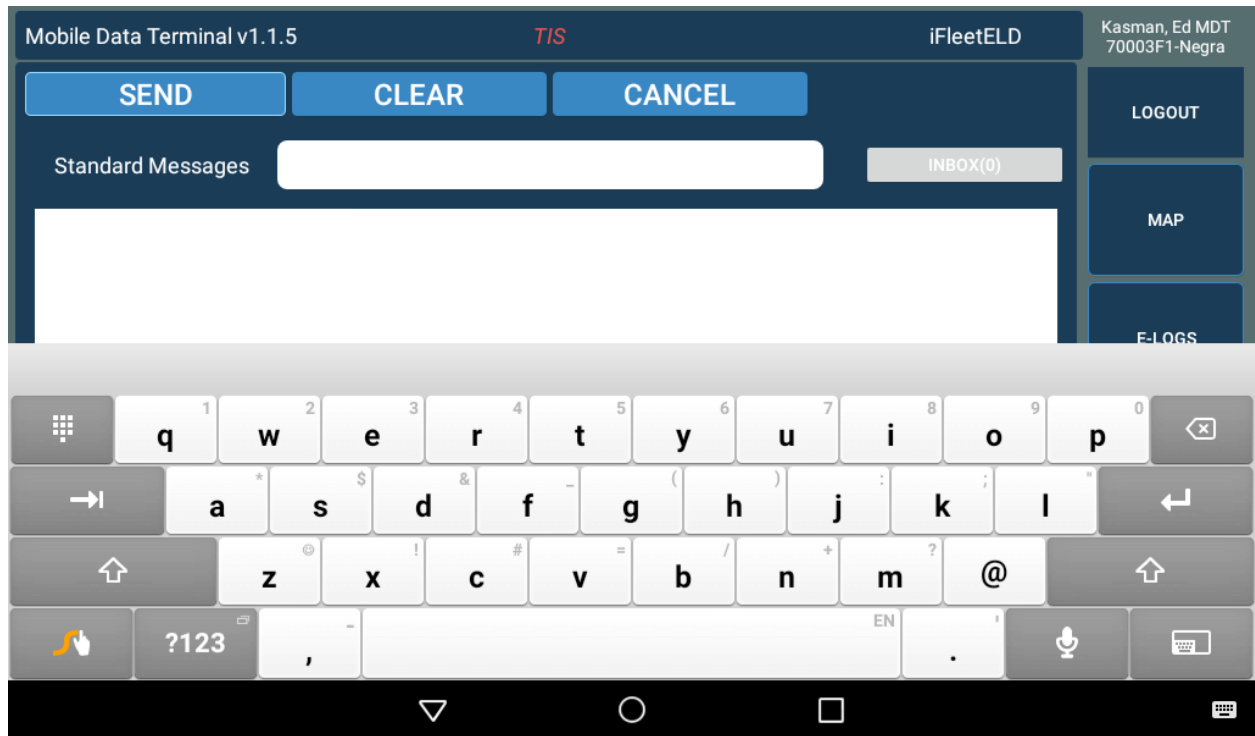 Mobile Data Terminal v1.1.5 TIS iFleetELD
Kasman, Ed MDT
70003F1-Negra
SEND CLEAR CANCEL
LOGOUT
Standard Messages INBOX(0)
MAP
E-LOGS
1 2 3 4 5 6 7 8 9 0
q w e r t y u i o p
* $ & _ ( ) : ; "
a s d f g h j k l
! # = / + ?
z x c v b n m @
?123 , - EN . '